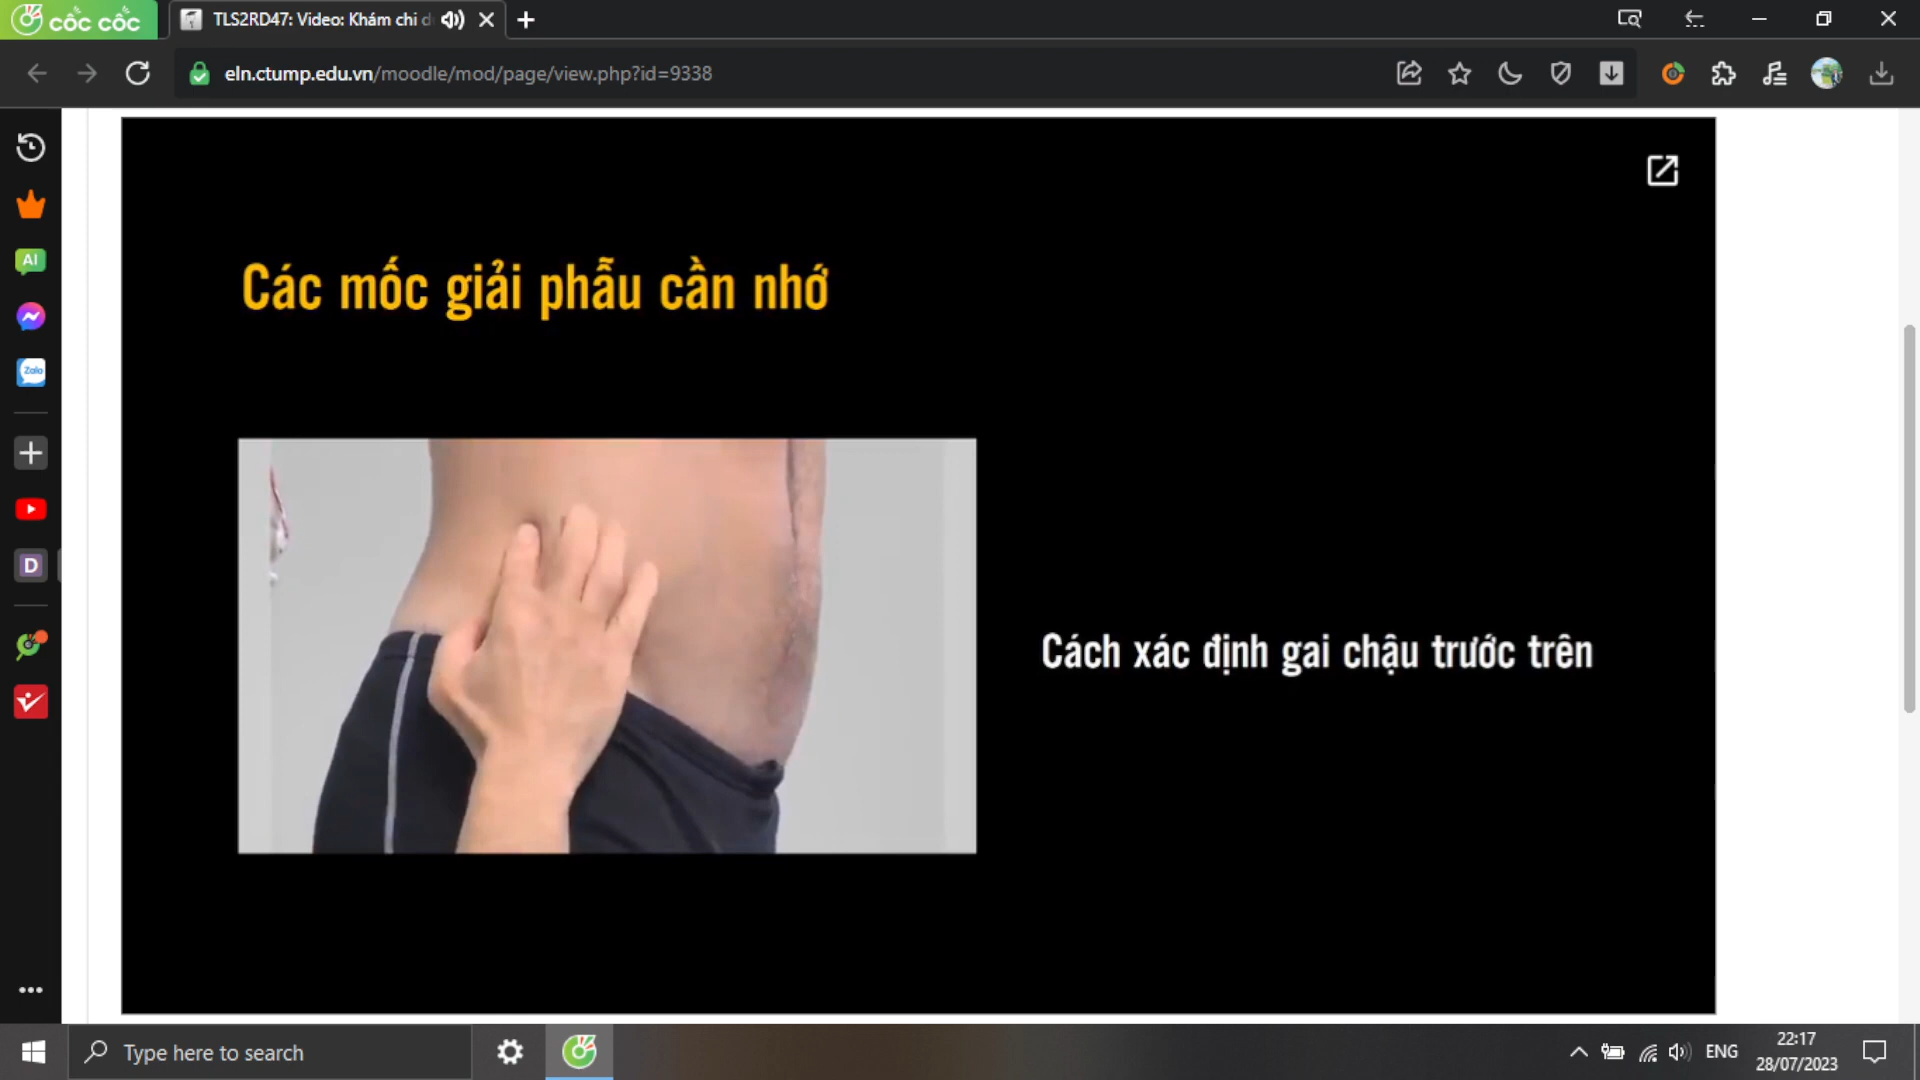 cốc cốc
TLS2RD47: Video: Khám chi d
eln.ctump.edu.vn/moodle/mod/page/view.php?id=9338
AI
Zalo
D
Các mốc giải phẫu cần nhớ
Cách xác định gai chậu trước trên
Type here to search
ENG
22:17
28/07/2023